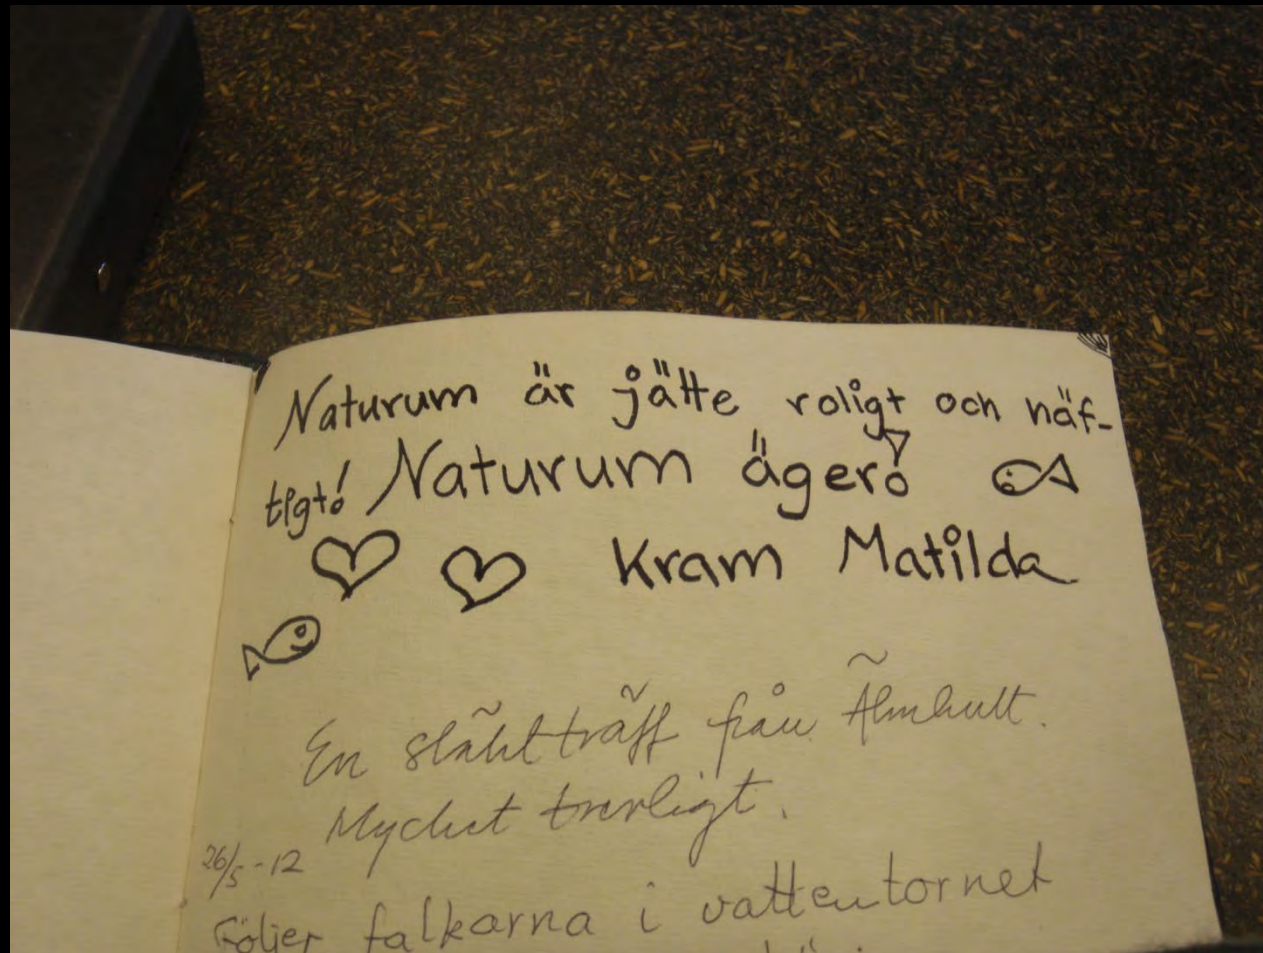 Naturum är jätte roligt och näf-
tigt! Naturum äger!
Kram Matilda
En släktträff från Älmhult.
Mycket trevligt.
26/5-12
Följer falkarna i vattentornet